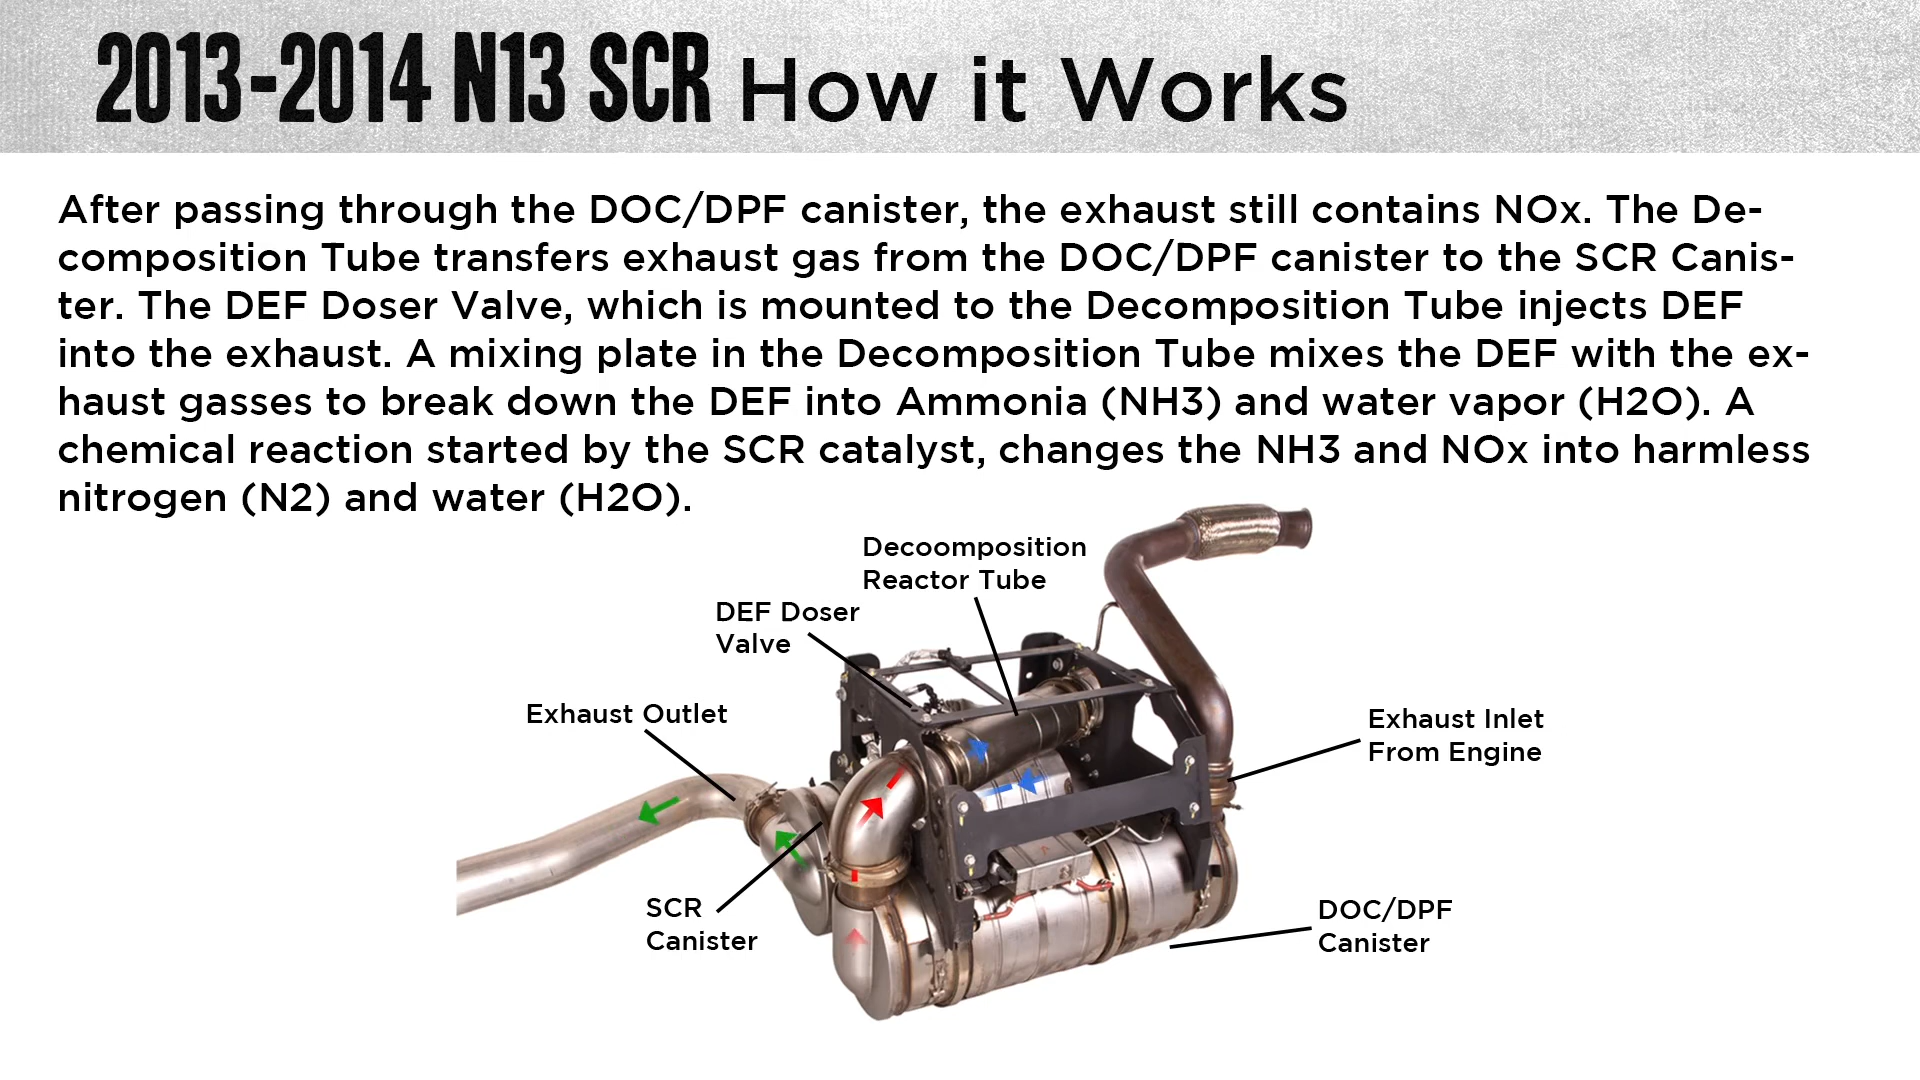 2013-2014 N13 SCR How it Works
After passing through the DOC/DPF canister, the exhaust still contains NOx. The De-
composition Tube transfers exhaust gas from the DOC/DPF canister to the SCR Canis-
ter. The DEF Doser Valve, which is mounted to the Decomposition Tube injects DEF
into the exhaust. A mixing plate in the Decomposition Tube mixes the DEF with the ex-
haust gasses to break down the DEF into Ammonia (NH3) and water vapor (H2O). A
chemical reaction started by the SCR catalyst, changes the NH3 and NOx into harmless
nitrogen (N2) and water (H2O).
Decoomposition
Reactor Tube
DEF Doser
Valve
Exhaust Outlet
Exhaust Inlet
From Engine
SCR
Canister
DOC/DPF
Canister